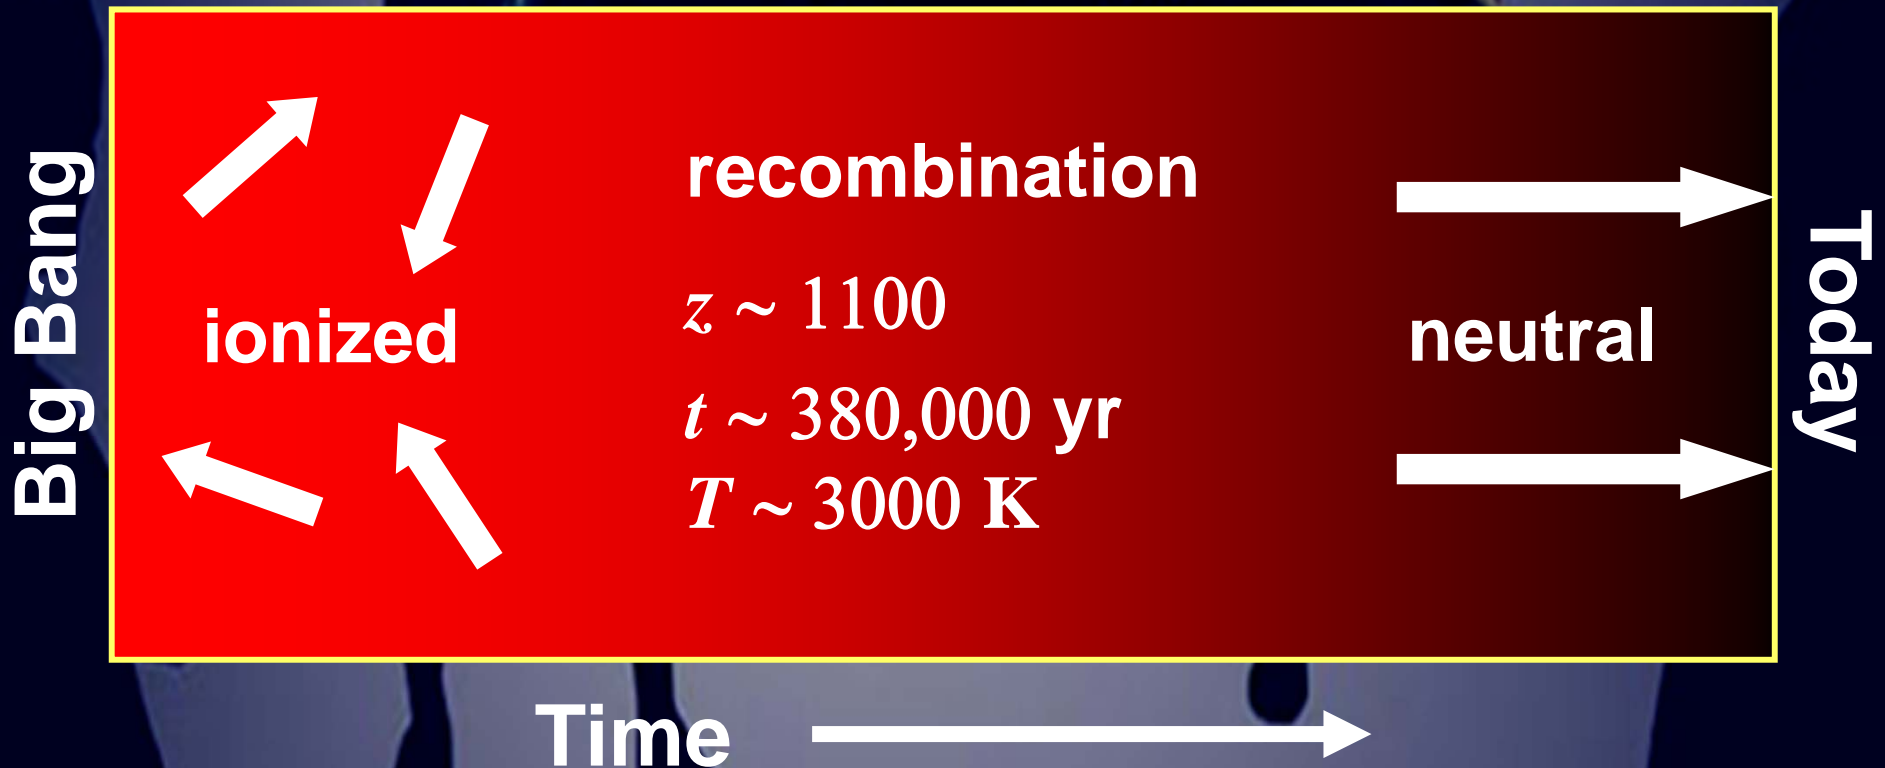 Big Bang
ionized
recombination
z ~ 1100
t ~ 380,000 yr
T ~ 3000 K
neutral
Today
Time